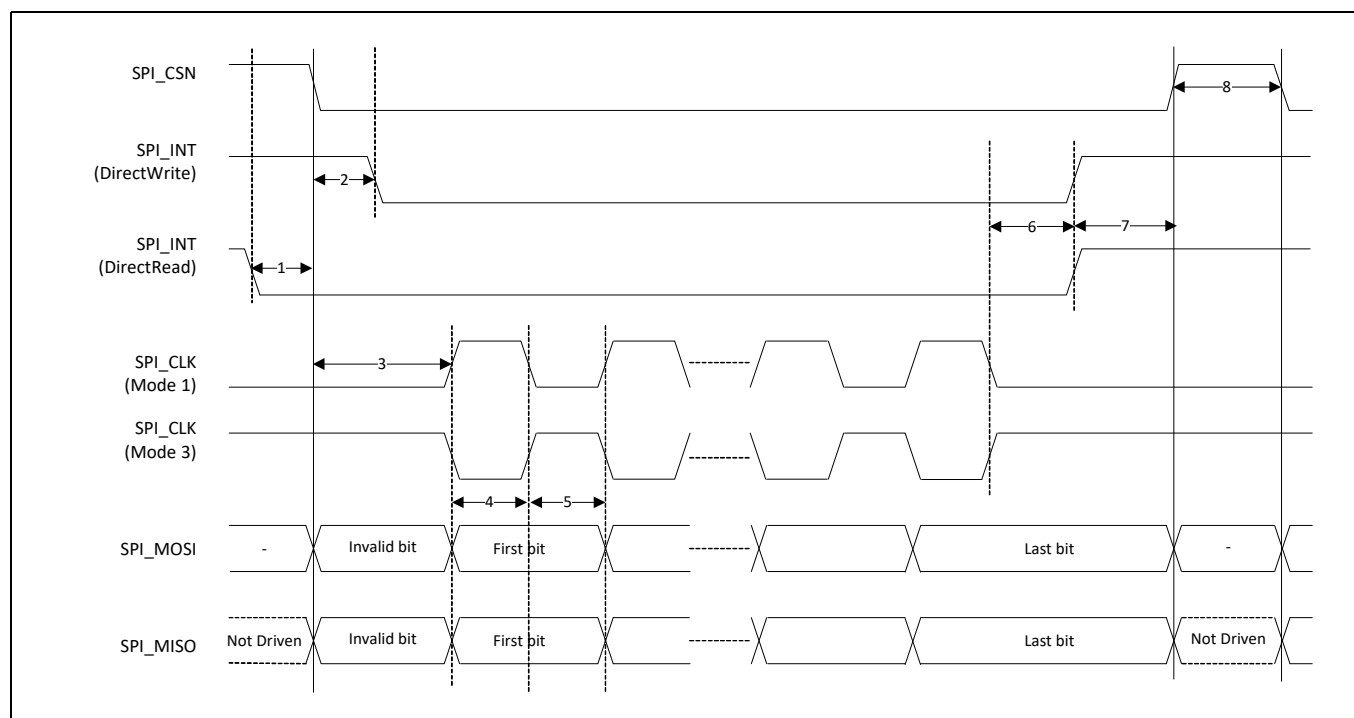 SPI_CSN
8
SPI_INT
(DirectWrite)
2
SPI_INT
(DirectRead)
6
7
1
SPI_CLK
(Mode 1)
3
SPI_CLK
(Mode 3)
4
5
SPI_MOSI
- Invalid bit First bit Last bit -
SPI_MISO
Not Driven Invalid bit First bit Last bit Not Driven